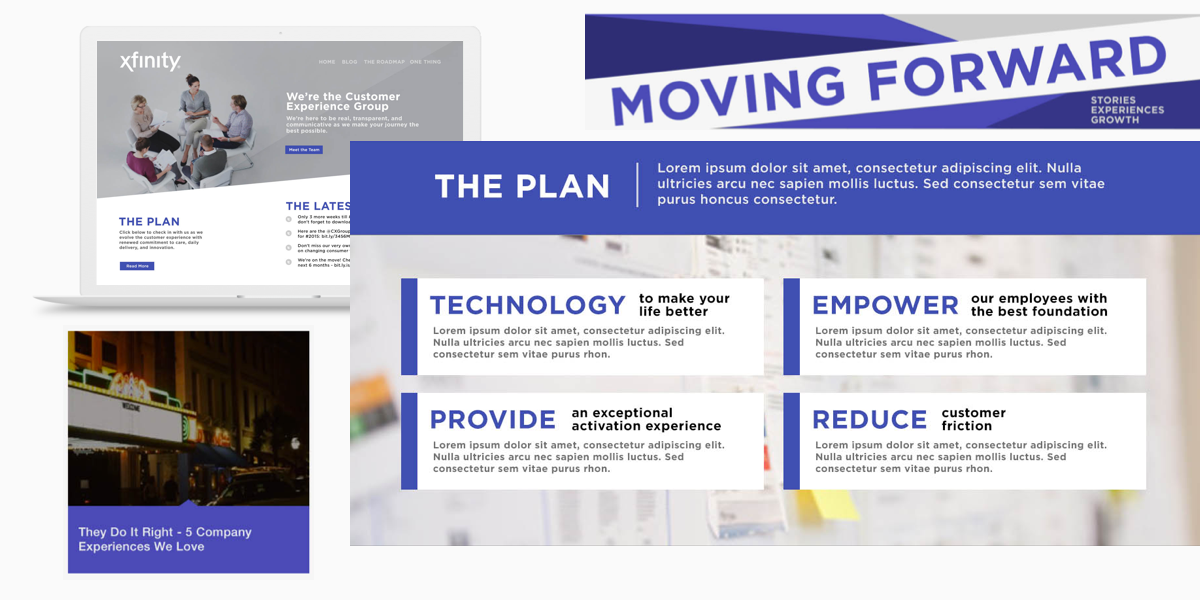 xfinity
HOME BLOG THE ROADMAP ONE THING
We're the Customer
Experience Group
We're here to be real, transparent, and
communicative as we make your journey the
best possible.
Meet the Team
THE PLAN
Click below to check in with us as we
evolve the customer experience with
renewed commitment to care, daily
delivery, and innovation.
Read More
THE LATES
Only 3 more weeks till
don't forget to downlo
Here are the
for #2015: bit.ly/3456M
Don't miss our very ow
on changing consumer
We're on the move! Che
next 6 months - bit.ly
MOVING FORWARD
STORIES
EXPERIENCES
GROWTH
THE PLAN
Lorem ipsum dolor sit amet, consectetur adipiscing elit. Nulla
ultricies arcu nec sapien mollis luctus. Sed consectetur sem vitae
purus honcus consectetur.
TECHNOLOGY to make your
life better
Lorem ipsum dolor sit amet, consectetur adipiscing elit.
Nulla ultricies arcu nec sapien mollis luctus. Sed
consectetur sem vitae purus rhon.
EMPOWER our employees with
the best foundation
Lorem ipsum dolor sit amet, consectetur adipiscing elit.
Nulla ultricies arcu nec sapien mollis luctus. Sed
consectetur sem vitae purus rhon.
PROVIDE an exceptional
activation experience
Lorem ipsum dolor sit amet, consectetur adipiscing elit.
Nulla ultricies arcu nec sapien mollis luctus. Sed
consectetur sem vitae purus rhon.
REDUCE customer
friction
Lorem ipsum dolor sit amet, consectetur adipiscing elit.
Nulla ultricies arcu nec sapien mollis luctus. Sed
consectetur sem vitae purus rhon.
WELCOME
They Do It Right - 5 Company
Experiences We Love